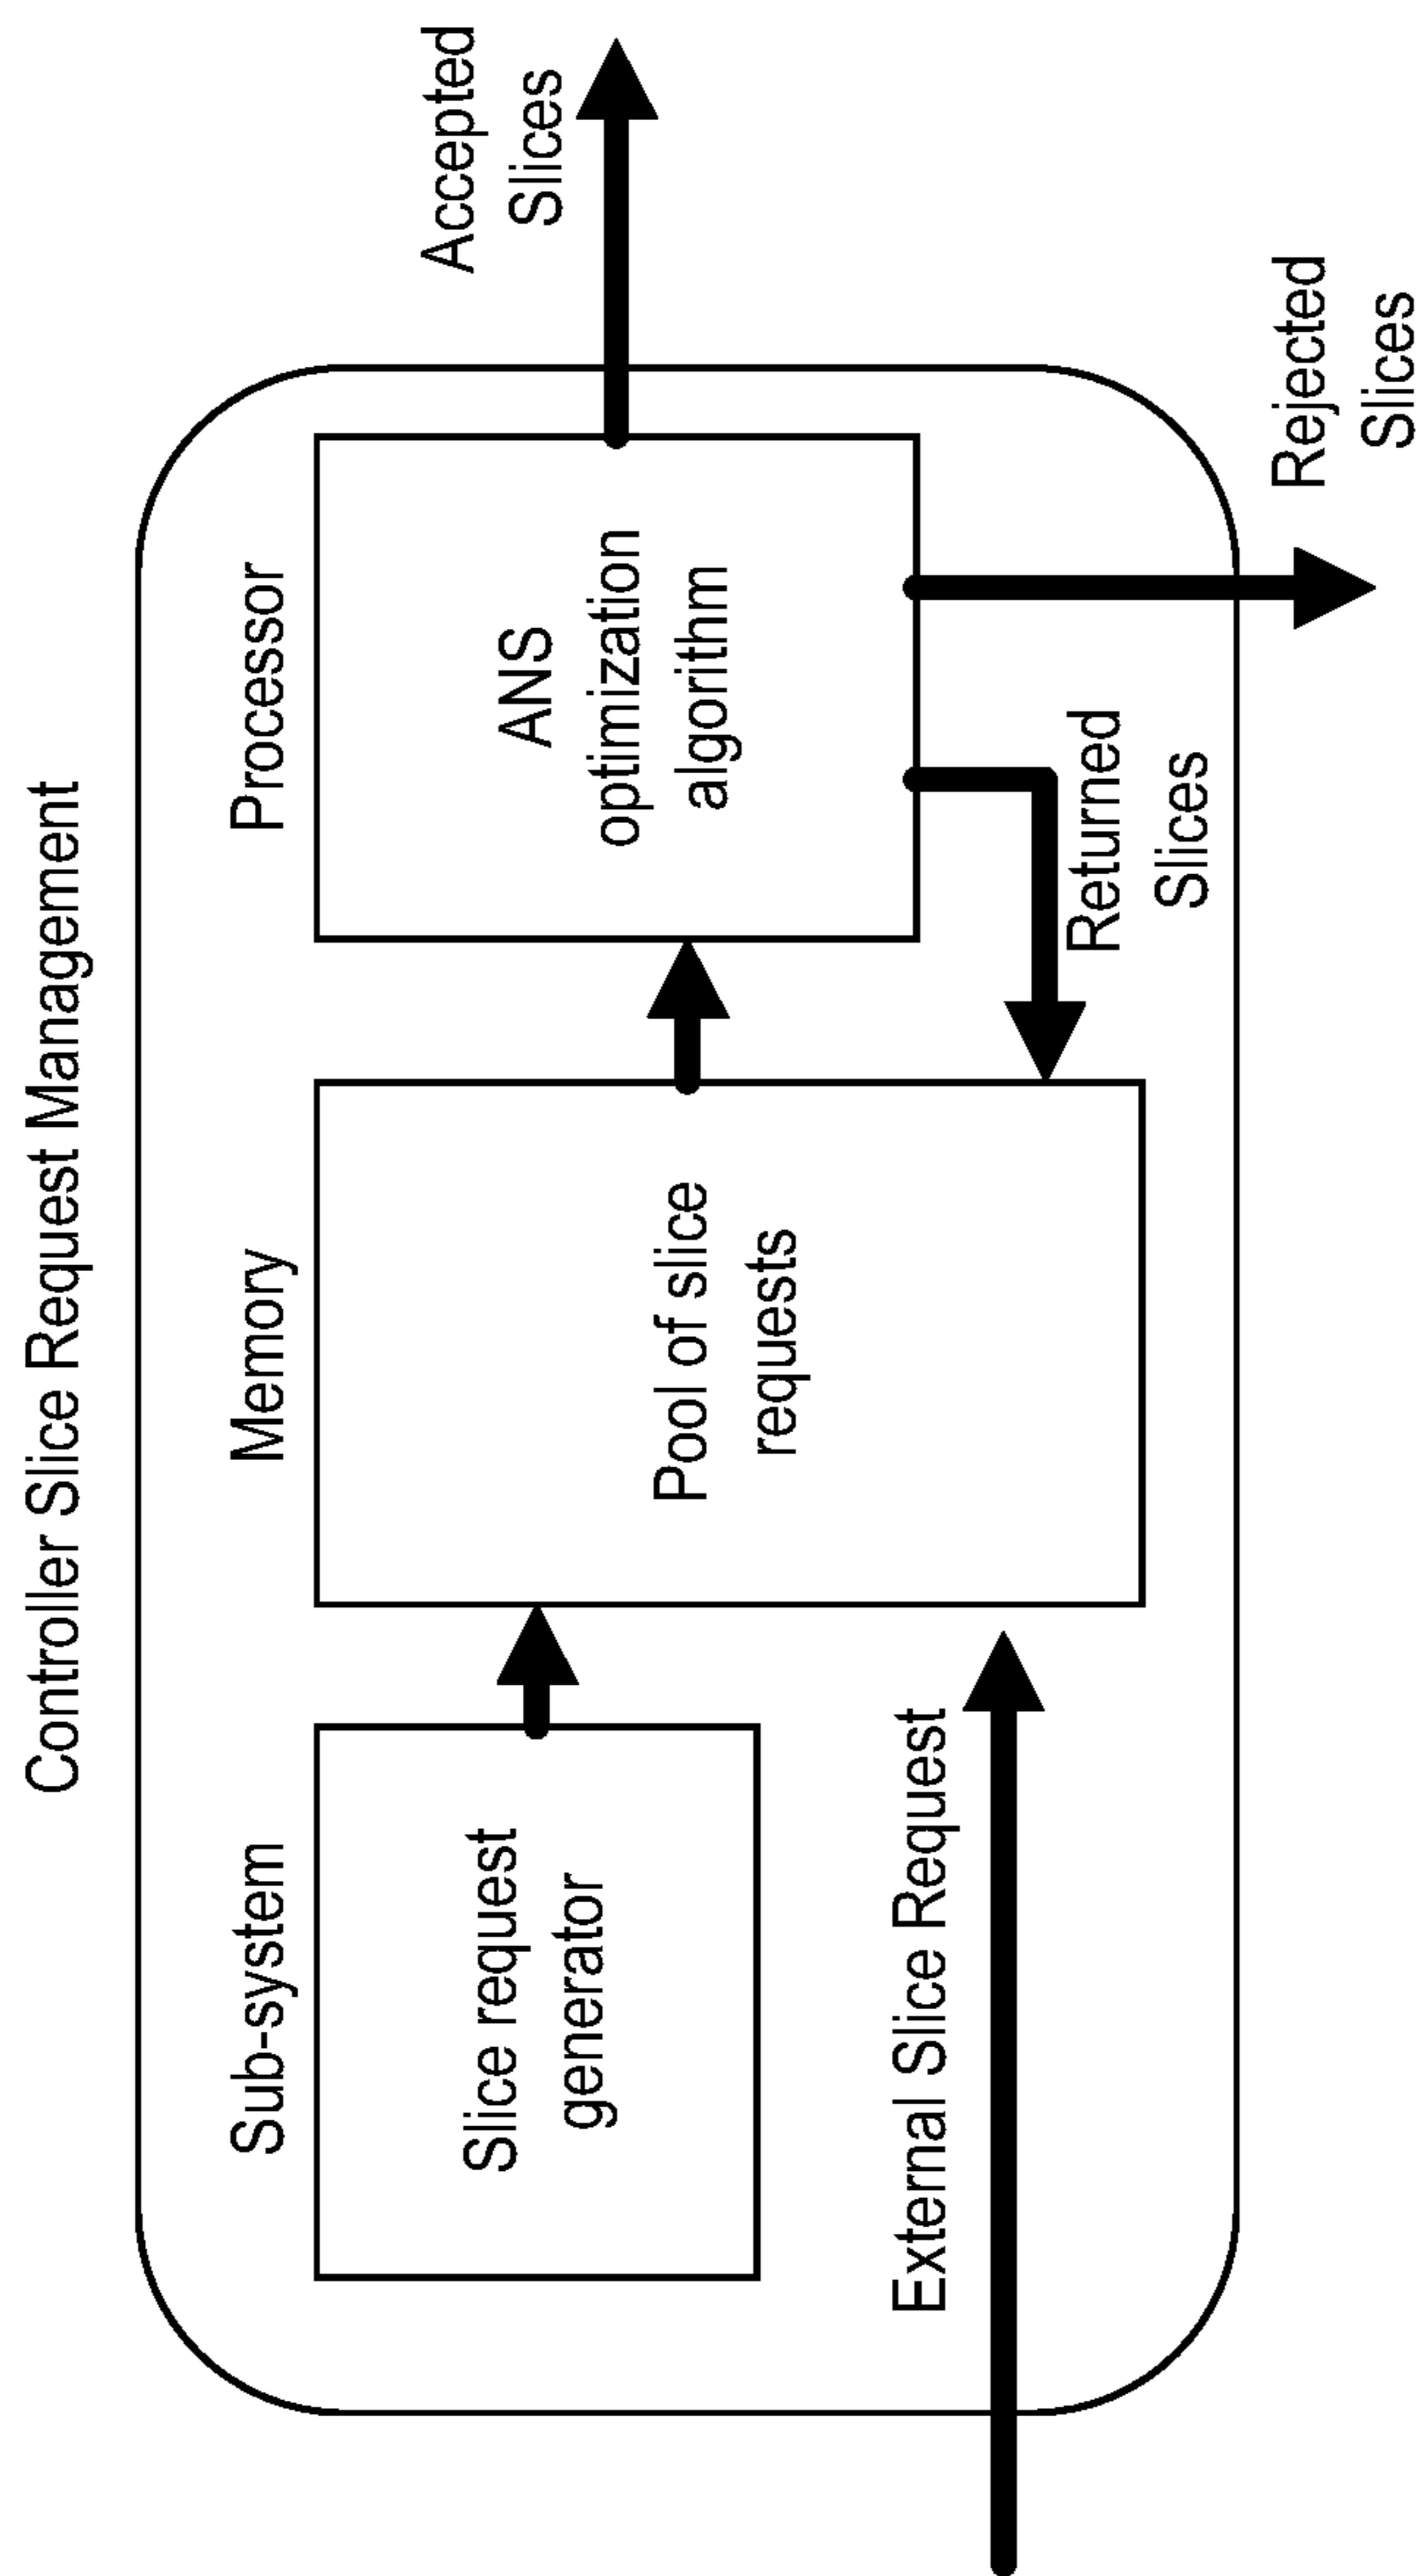 Controller Slice Request Management
Sub-system
Slice request
generator
External Slice Request
Memory
Pool of slice
requests
Processor
ANS
optimization
algorithm
Returned
Slices
Accepted
Slices
Rejected
Slices